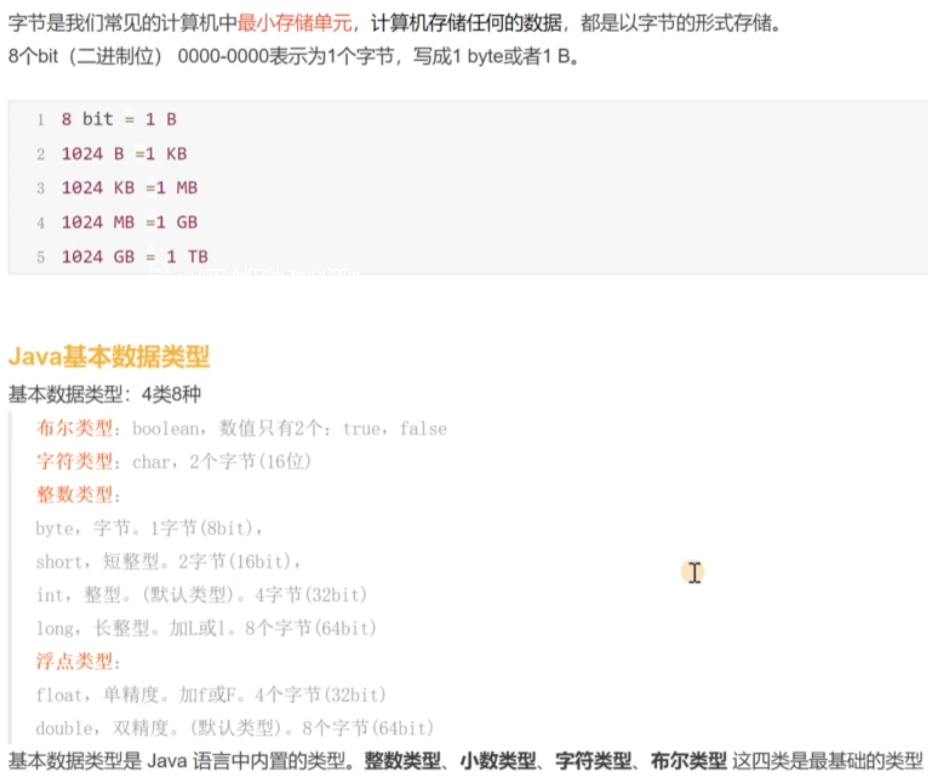 字节是我们常见的计算机中最小存储单元，计算机存储任何的数据，都是以字节的形式存储。
8个bit（二进制位） 0000-0000表示为1个字节，写成1 byte或者1 B。
1 8 bit = 1 B
2 1024 B =1 KB
3 1024 KB =1 MB
4 1024 MB =1 GB
5 1024 GB = 1 TB
Java基本数据类型
基本数据类型：4类8种
布尔类型：boolean，数值只有2个：true，false
字符类型：char，2个字节(16位)
整数类型：
byte，字节。1字节(8bit)，
short，短整型。2字节(16bit)，
int，整型。(默认类型)。4字节(32bit)
long，长整型。加L或l。8个字节(64bit)
浮点类型：
float，单精度。加f或F。4个字节(32bit)
double，双精度。(默认类型)。8个字节(64bit)
基本数据类型是 Java 语言中内置的类型。整数类型、小数类型、字符类型、布尔类型 这四类是最基础的类型